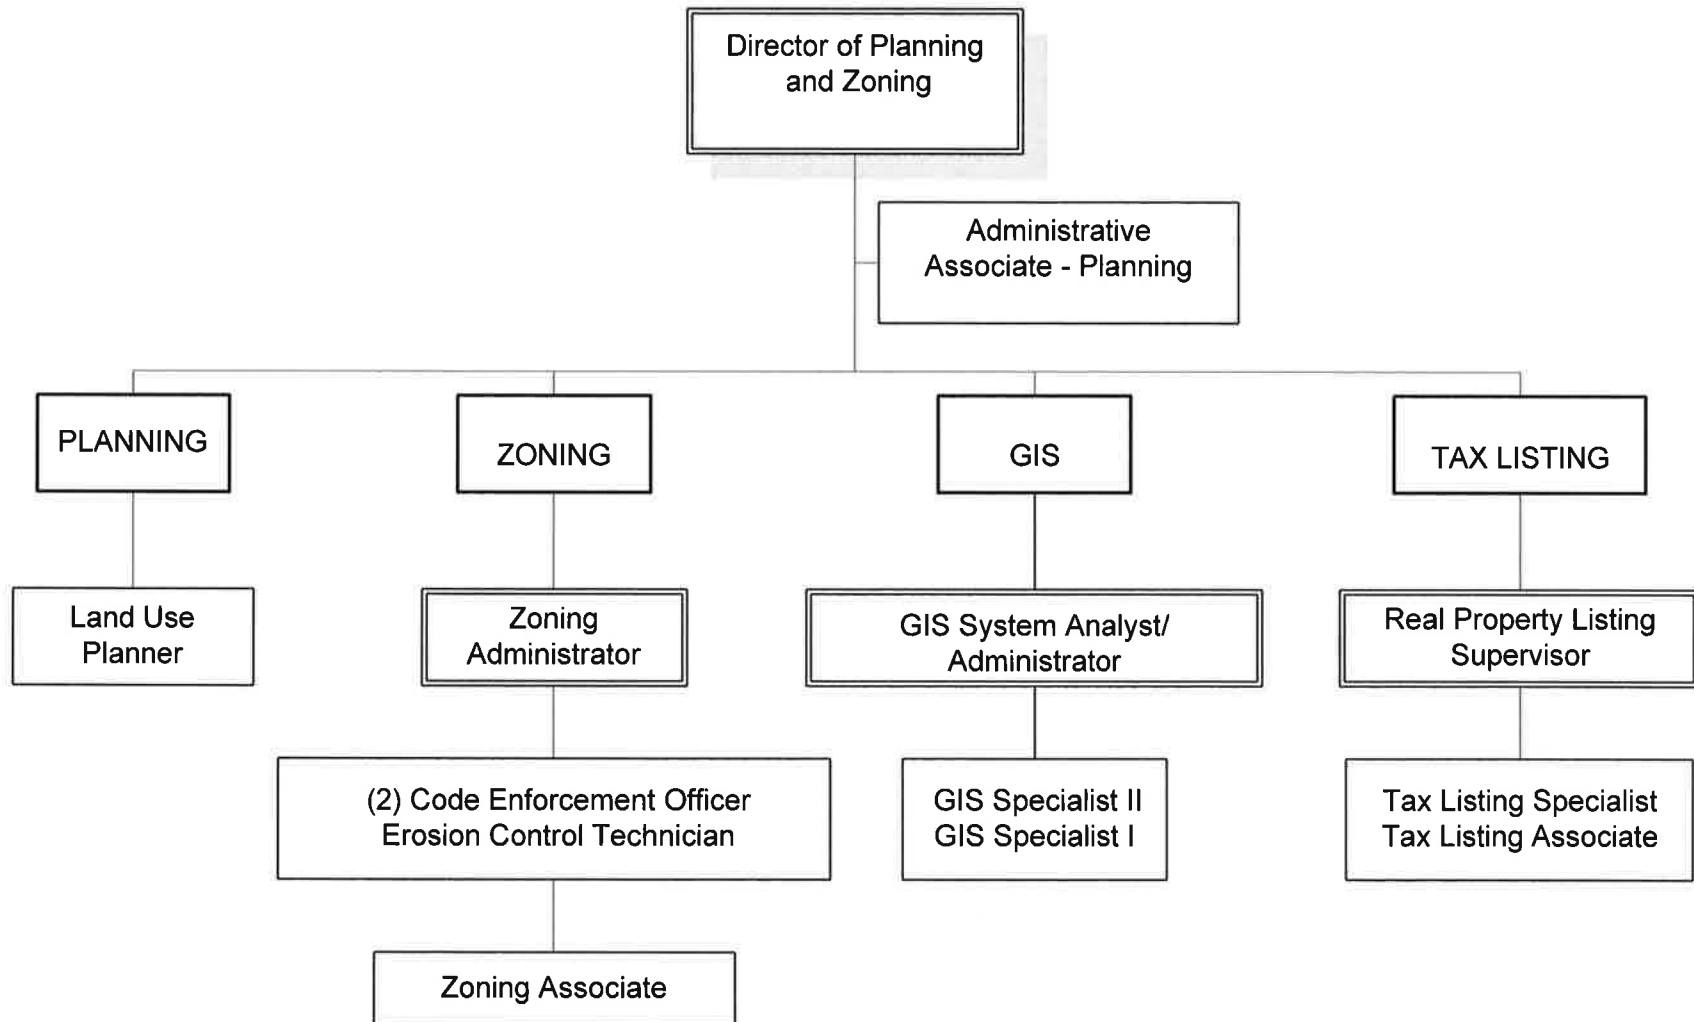 Director of Planning
and Zoning
Administrative
Associate - Planning
PLANNING
ZONING
GIS
TAX LISTING
Land Use
Planner
Zoning
Administrator
GIS System Analyst/
Administrator
Real Property Listing
Supervisor
(2) Code Enforcement Officer
Erosion Control Technician
GIS Specialist II
GIS Specialist I
Tax Listing Specialist
Tax Listing Associate
Zoning Associate